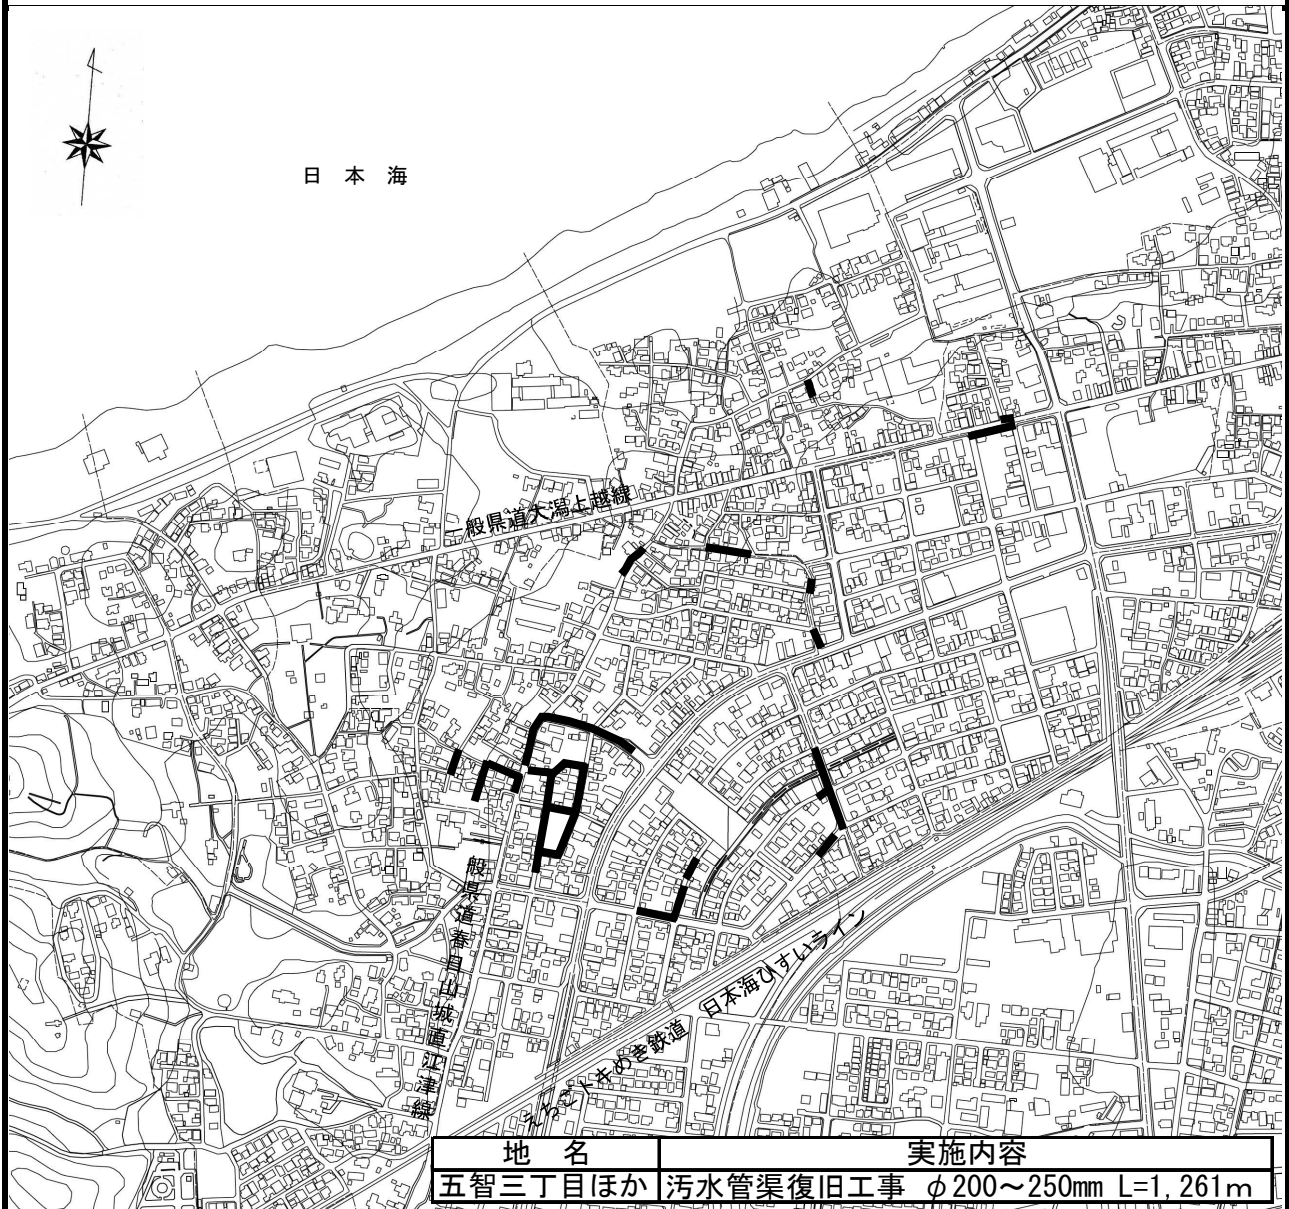 日本海
一般県道大潟上越線
一般県道春日山城直江津線
えちごトキめき鉄道 日本海ひすいライン
地名 実施内容
五智三丁目ほか 汚水管渠復旧工事 φ200～250mm L=1,261m